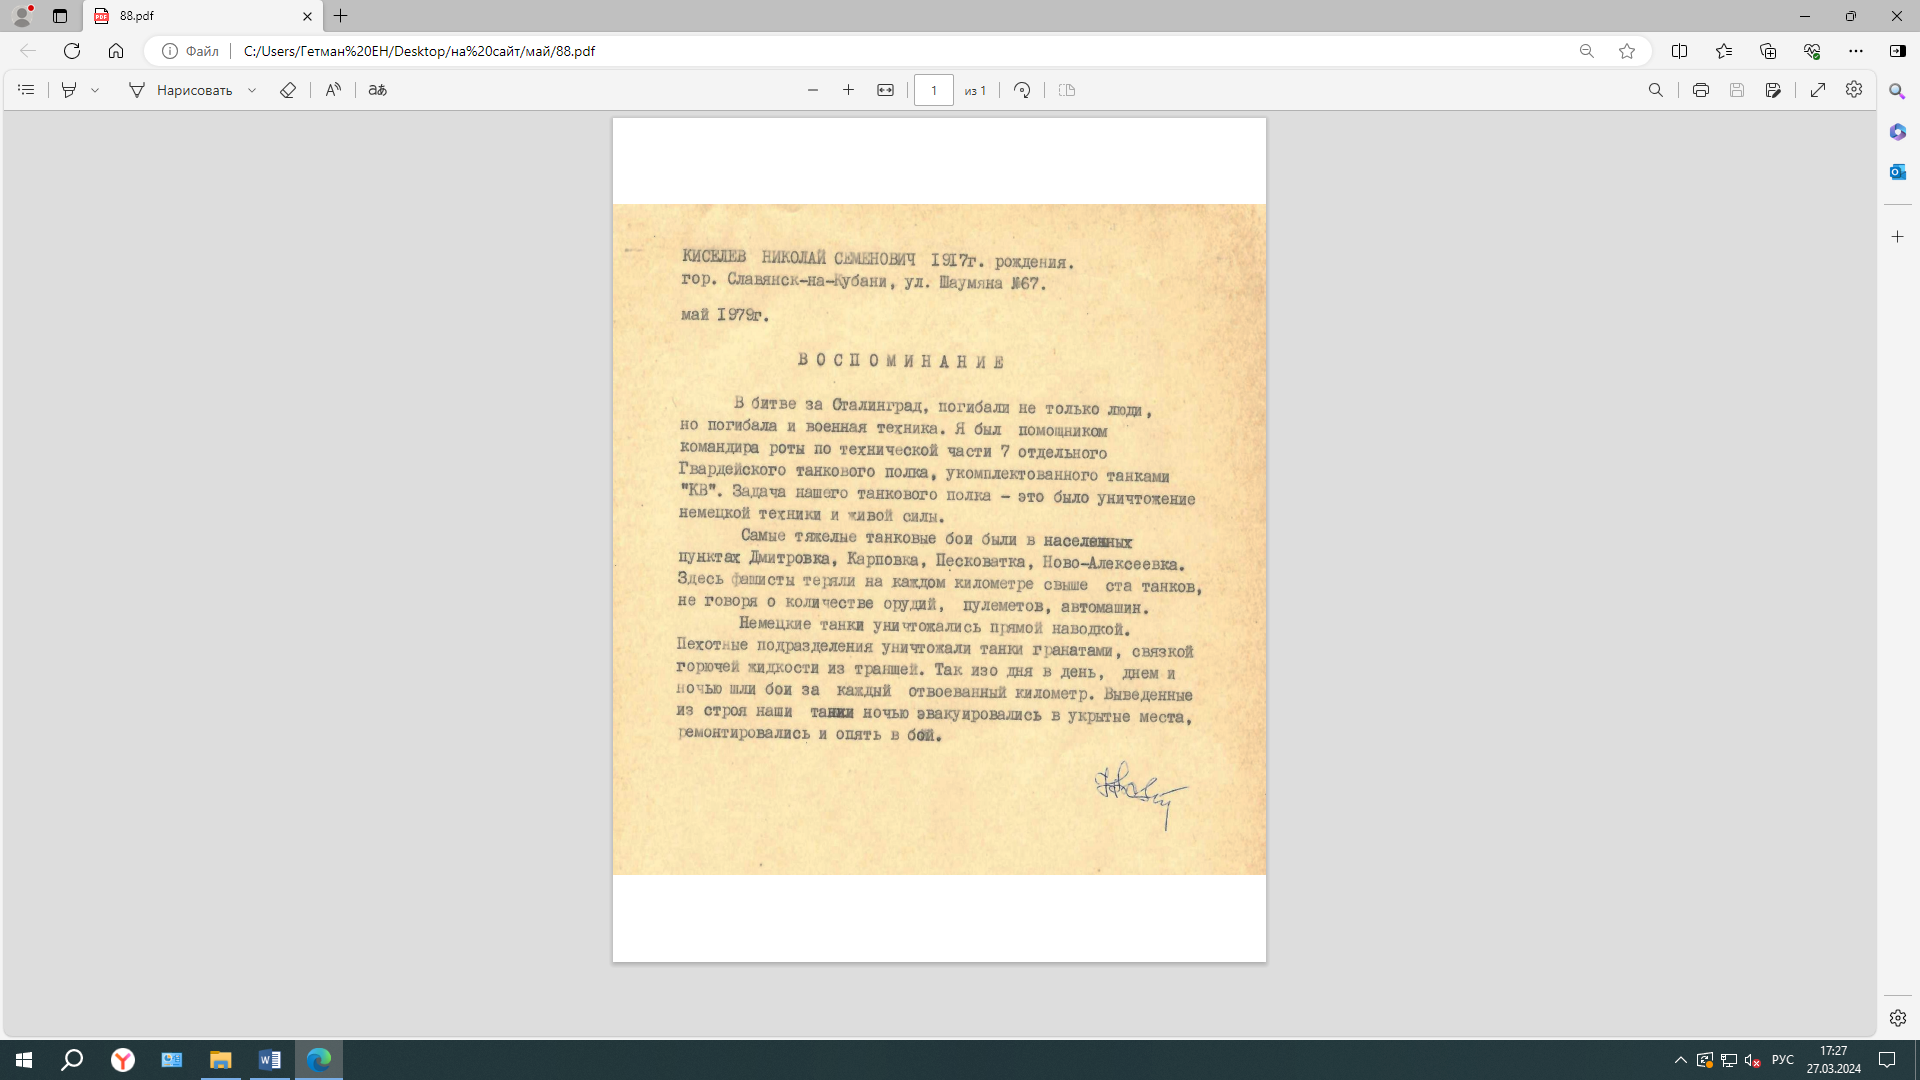 88.pdf
Файл
C:/Users/Гетман%20ЕН/Desktop/на%20сайт/май/88.pdf
Нарисовать
1
из 1
КИСЕЛЕВ НИКОЛАЙ СЕМЕНОВИЧ 1917г. рождения.
гор. Славянск-на-Кубани, ул. Шаумяна №67.
май 1979г.
ВОСПОМИНАНИЕ
В битве за Сталинград, погибали не только люди,
но погибала и военная техника. Я был помощником
командира роты по технической части 7 отдельного
Гвардейского танкового полка, укомплектованного танками
"КВ". Задача нашего танкового полка - это было уничтожение
немецкой техники и живой силы.
Самые тяжелые танковые бои были в населенных
пунктах Дмитровка, Карповка, Песковатка, Ново-Алексеевка.
Здесь фашисты теряли на каждом километре свыше ста танков,
не говоря о количестве орудий, пулеметов, автомашин.
Немецкие танки уничтожались прямой наводкой.
Пехотные подразделения уничтожали танки гранатами, связкой
горючей жидкости из траншей. Так изо дня в день, днем и
ночью шли бои за каждый отвоеванный километр. Выведенные
из строя наши танки ночью эвакуировались в укрытые места,
ремонтировались и опять в бой.
РУС
17:27
27.03.2024